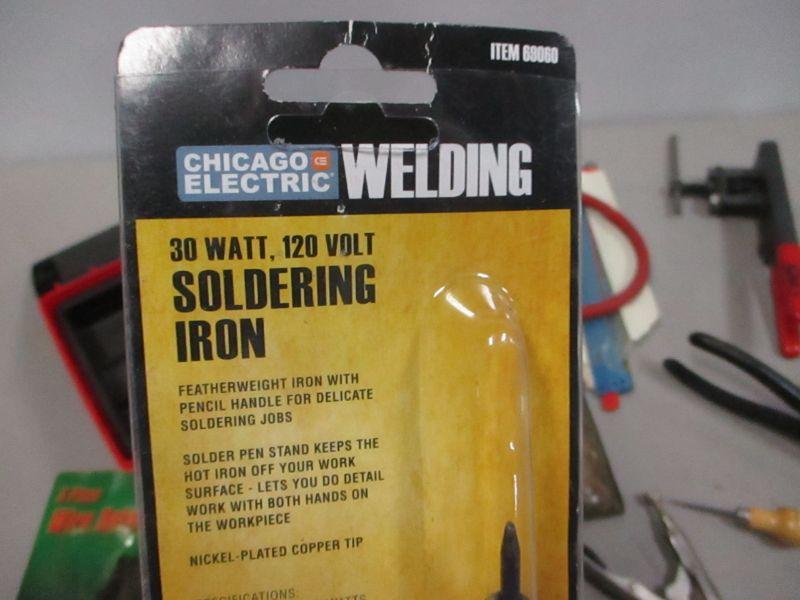 ITEM 69060
CHICAGO
ELECTRIC
WELDING
30 WATT, 120 VOLT
SOLDERING
IRON
FEATHERWEIGHT IRON WITH
PENCIL HANDLE FOR DELICATE
SOLDERING JOBS
SOLDER PEN STAND KEEPS THE
HOT IRON OFF YOUR WORK
SURFACE - LETS YOU DO DETAIL
WORK WITH BOTH HANDS ON
THE WORKPIECE
NICKEL-PLATED COPPER TIP
SPECIFICATIONS: